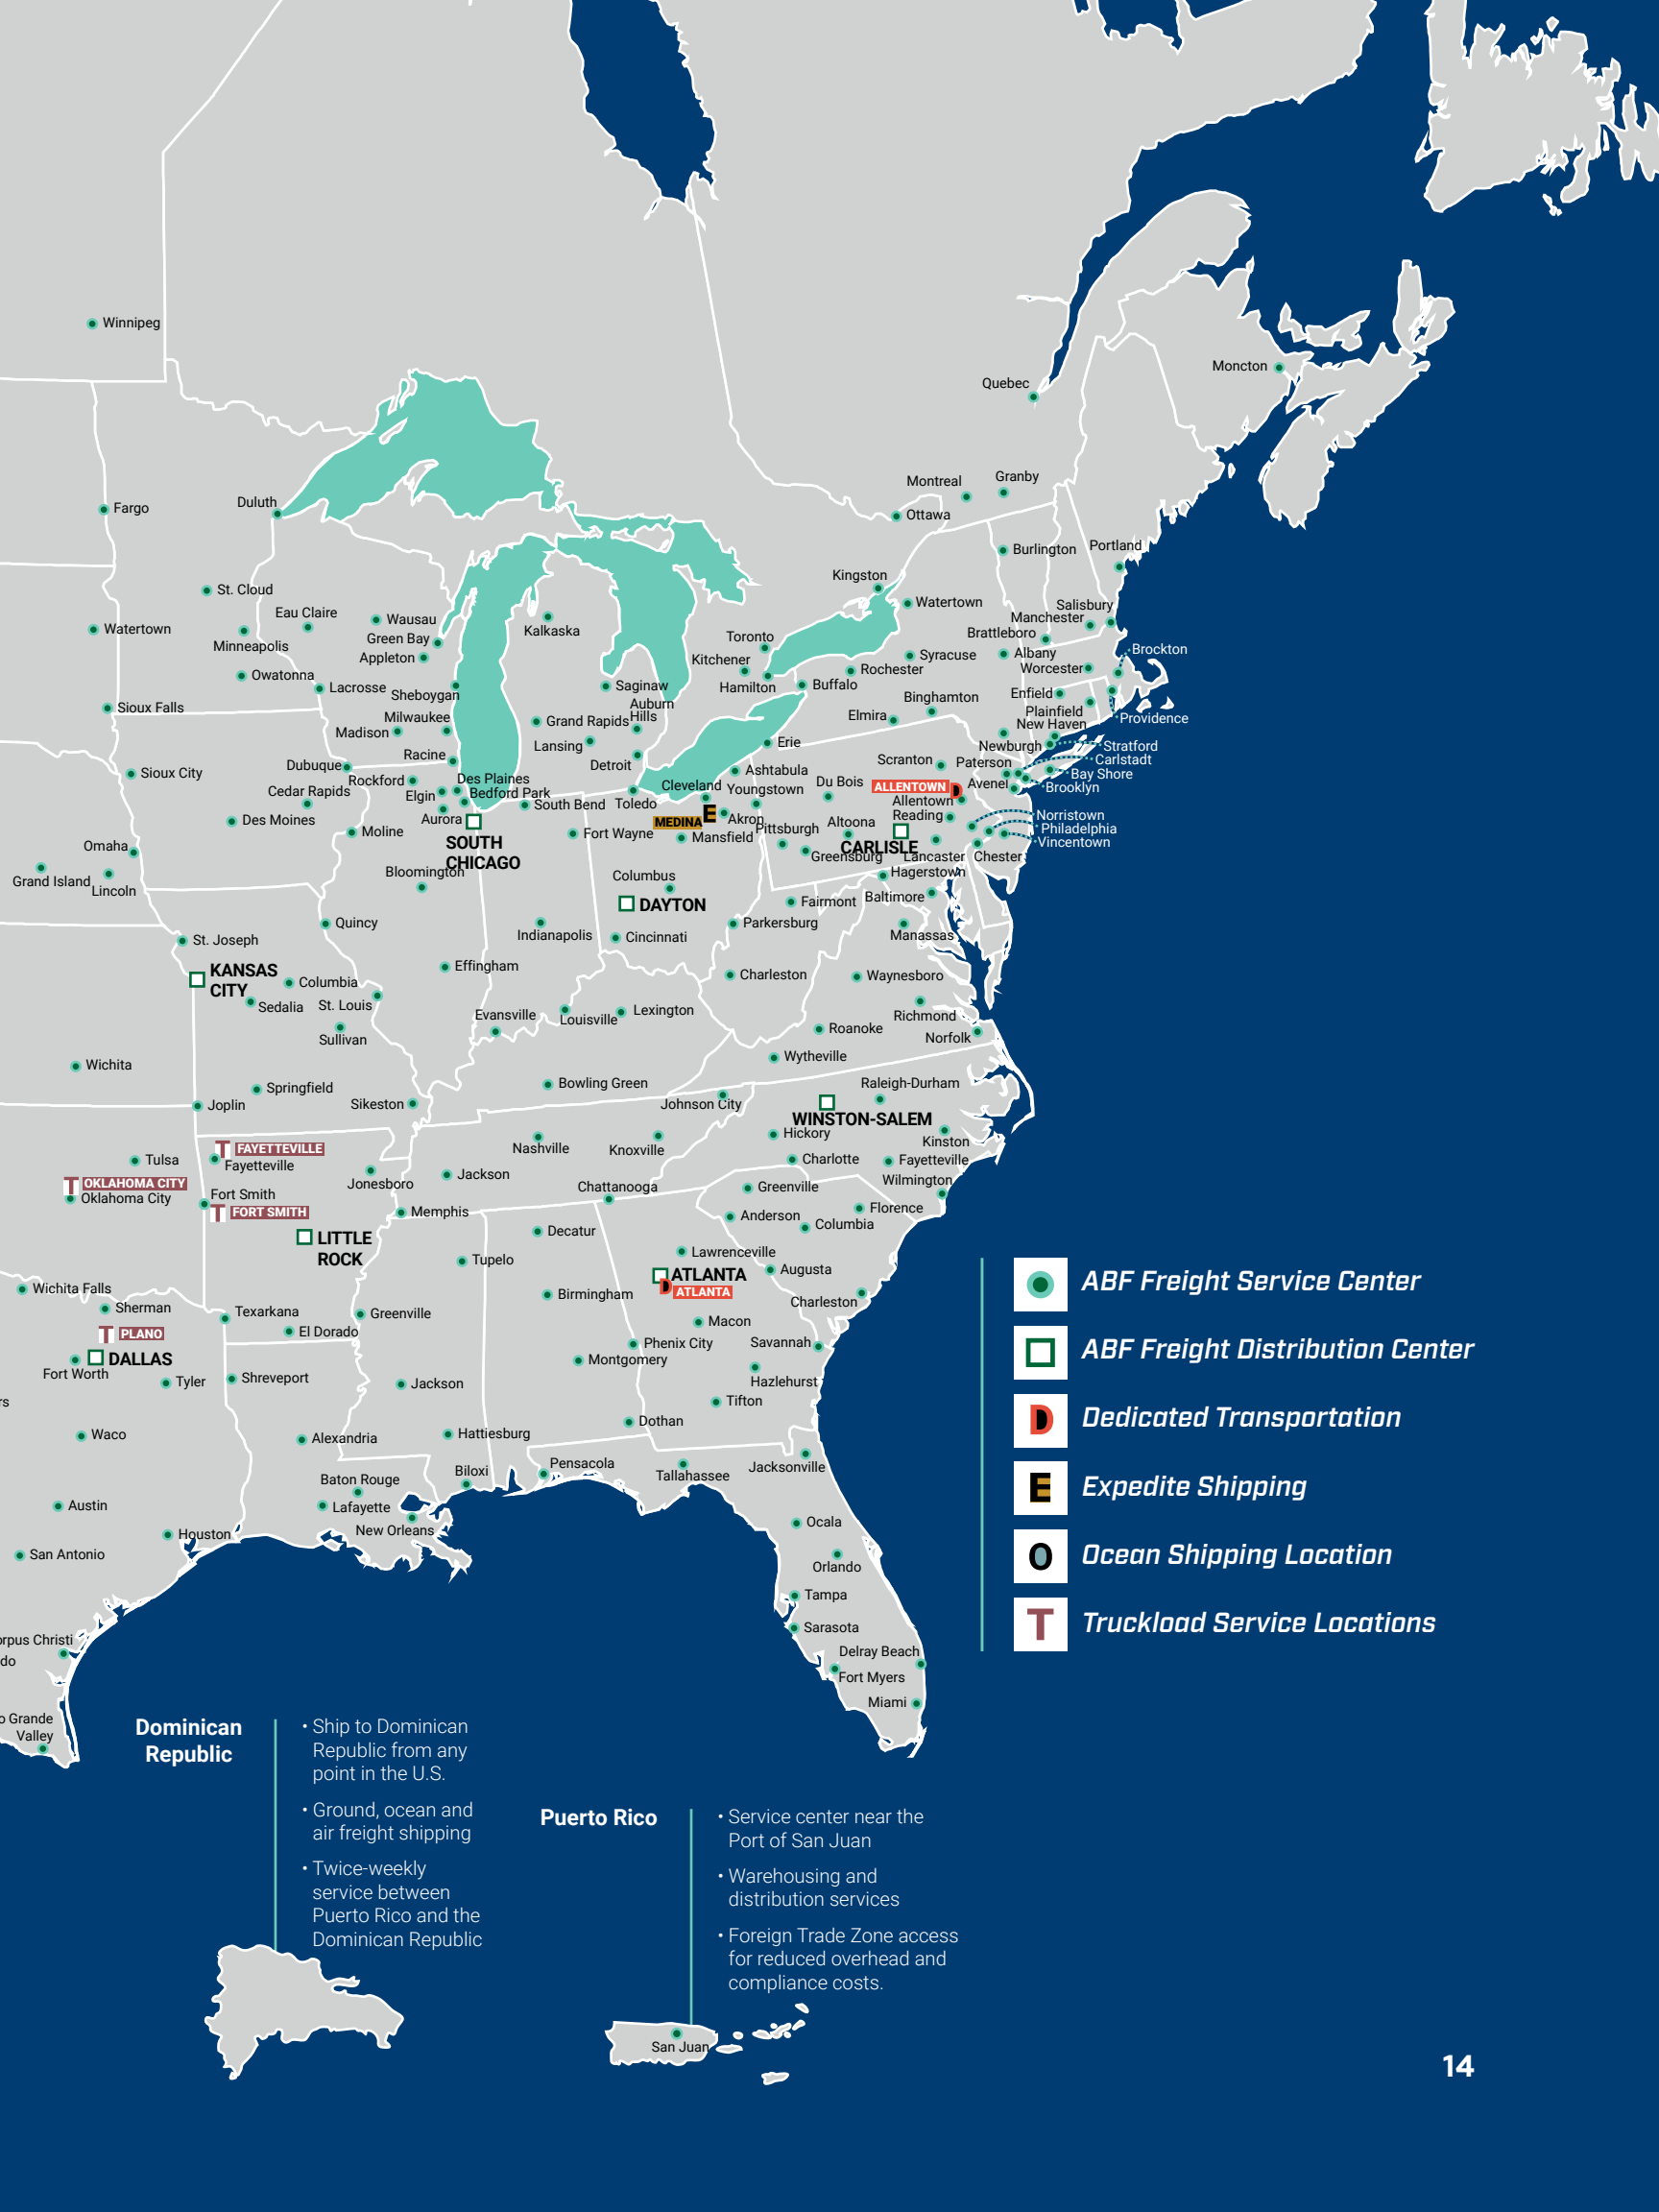 Winnipeg
Moncton
Quebec
Montreal
Granby
Ottawa
Fargo
Duluth
Burlington
Portland
Kingston
St. Cloud
Watertown
Salisbury
Eau Claire
Wausau
Manchester
Watertown
Minneapolis
Green Bay
Kalkaska
Toronto
Brattleboro
Appleton
Kitchener
Syracuse
Albany
Brockton
Owatonna
Rochester
Worcester
Lacrosse
Sheboygan
Saginaw
Hamilton
Buffalo
Enfield
Sioux Falls
Auburn
Hills
Binghamton
Plainfield
Milwaukee
Grand Rapids
Elmira
New Haven
Providence
Madison
Lansing
Erie
Newburgh
Stratford
Racine
Detroit
Scranton
Paterson
Carlstadt
Sioux City
Dubuque
Rockford
Des Plaines
Ashtabula
Bay Shore
Cedar Rapids
Elgin
Bedford Park
Cleveland
Youngstown
Du Bois
ALLENTOWN
D
Avenel
Brooklyn
South Bend
Toledo
Allentown
Des Moines
Aurora
MEDINA
E
Akron
Reading
Norristown
Moline
Fort Wayne
Mansfield
Pittsburgh
Altoona
Philadelphia
SOUTH
CHICAGO
CARLISLE
Vincentown
Omaha
Greensburg
Lancaster
Chester
Grand Island
Lincoln
Bloomington
Columbus
Hagerstown
DAYTON
Fairmont
Baltimore
Quincy
Indianapolis
Cincinnati
Parkersburg
Manassas
St. Joseph
KANSAS
CITY
Columbia
Effingham
Charleston
Waynesboro
Sedalia
St. Louis
Evansville
Louisville
Lexington
Richmond
Sullivan
Roanoke
Norfolk
Wichita
Wytheville
Springfield
Bowling Green
Raleigh-Durham
Joplin
Sikeston
Johnson City
WINSTON-SALEM
T
FAYETTEVILLE
Nashville
Knoxville
Hickory
Kinston
Tulsa
Fayetteville
Charlotte
Fayetteville
T
OKLAHOMA CITY
Oklahoma City
Jonesboro
Jackson
Chattanooga
Greenville
Wilmington
Fort Smith
T
FORT SMITH
Memphis
Anderson
Florence
Columbia
LITTLE
ROCK
Decatur
Tupelo
Lawrenceville
ATLANTA
D
ATLANTA
Augusta
Wichita Falls
Birmingham
Charleston
Sherman
Texarkana
Greenville
Macon
T
PLANO
El Dorado
Phenix City
Savannah
DALLAS
Montgomery
Fort Worth
Tyler
Shreveport
Jackson
Hazlehurst
rs
Tifton
Waco
Alexandria
Hattiesburg
Dothan
Pensacola
Tallahassee
Jacksonville
Baton Rouge
Biloxi
Austin
Lafayette
Houston
New Orleans
Ocala
San Antonio
Orlando
Tampa
orpus Christi
Sarasota
do
Delray Beach
Fort Myers
Miami
o Grande
Valley
ABF Freight Service Center
ABF Freight Distribution Center
D
Dedicated Transportation
E
Expedite Shipping
O
Ocean Shipping Location
T
Truckload Service Locations
Dominican
Republic
• Ship to Dominican
Republic from any
point in the U.S.
• Ground, ocean and
air freight shipping
• Twice-weekly
service between
Puerto Rico and the
Dominican Republic
Puerto Rico
• Service center near the
Port of San Juan
• Warehousing and
distribution services
• Foreign Trade Zone access
for reduced overhead and
compliance costs.
San Juan
14